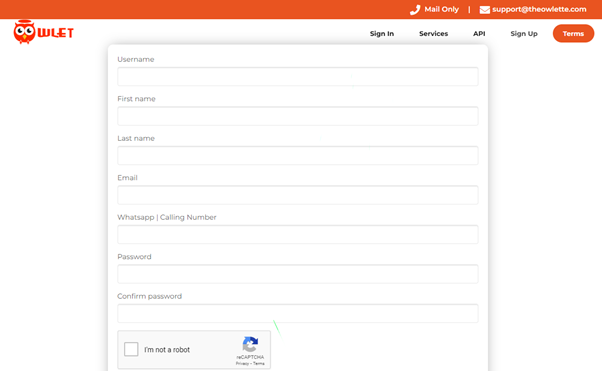 Mail Only | support@theowlette.com
OWLET
Sign In Services API Sign Up Terms
Username
First name
Last name
Email
Whatsapp | Calling Number
Password
Confirm password
I'm not a robot
reCAPTCHA
Privacy - Terms